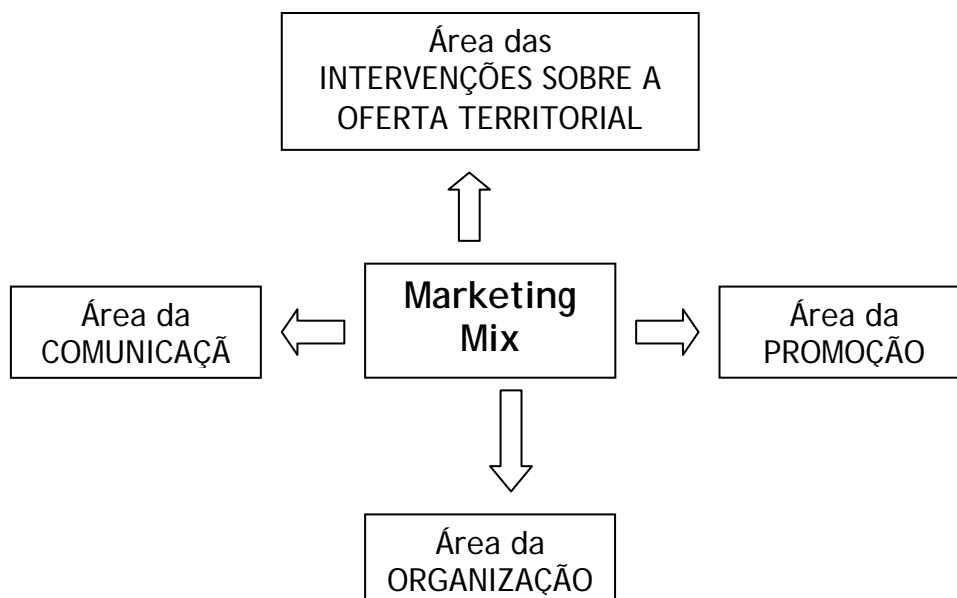 Área das
INTERVENÇÕES SOBRE A
OFERTA TERRITORIAL
Marketing
Mix
Área da
COMUNICAÇÃ
Área da
PROMOÇÃO
Área da
ORGANIZAÇÃO